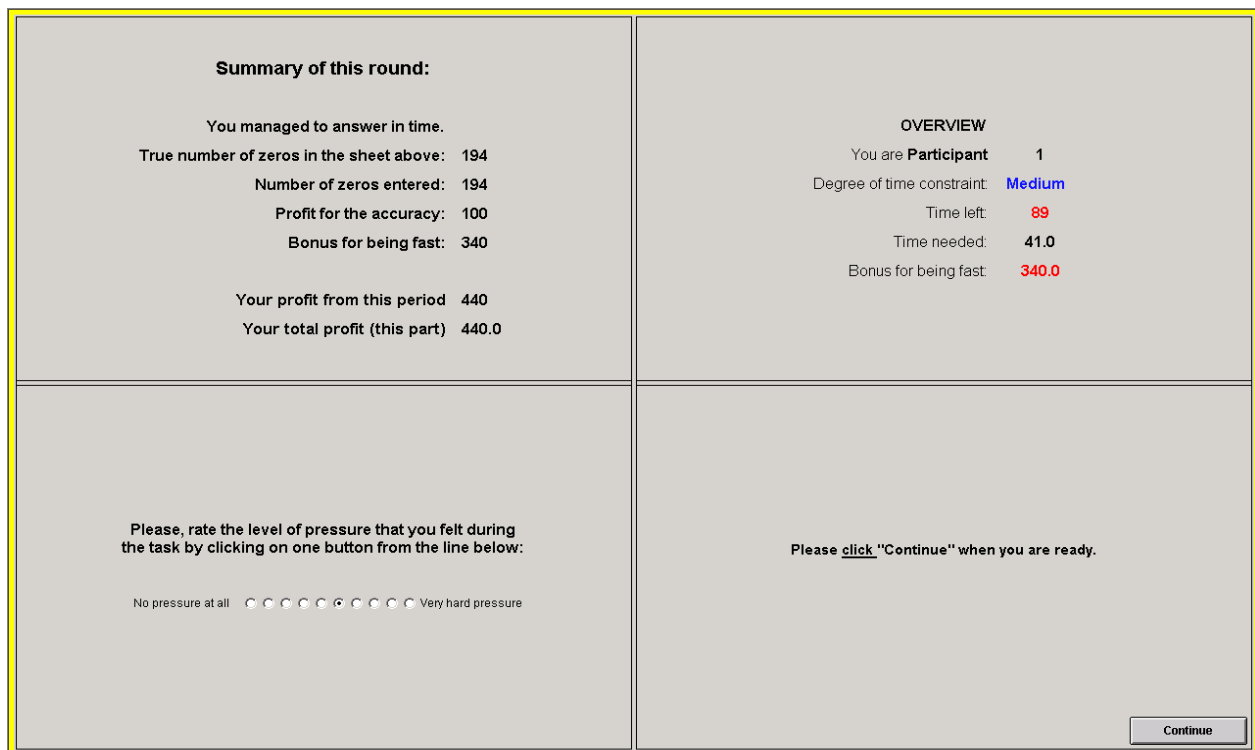 Summary of this round:
You managed to answer in time.
True number of zeros in the sheet above: 194
Number of zeros entered: 194
Profit for the accuracy: 100
Bonus for being fast: 340
Your profit from this period 440
Your total profit (this part) 440.0
OVERVIEW
You are Participant 1
Degree of time constraint: Medium
Time left: 89
Time needed: 41.0
Bonus for being fast: 340.0
Please, rate the level of pressure that you felt during
the task by clicking on one button from the line below:
No pressure at all Very hard pressure
Please click "Continue" when you are ready.
Continue